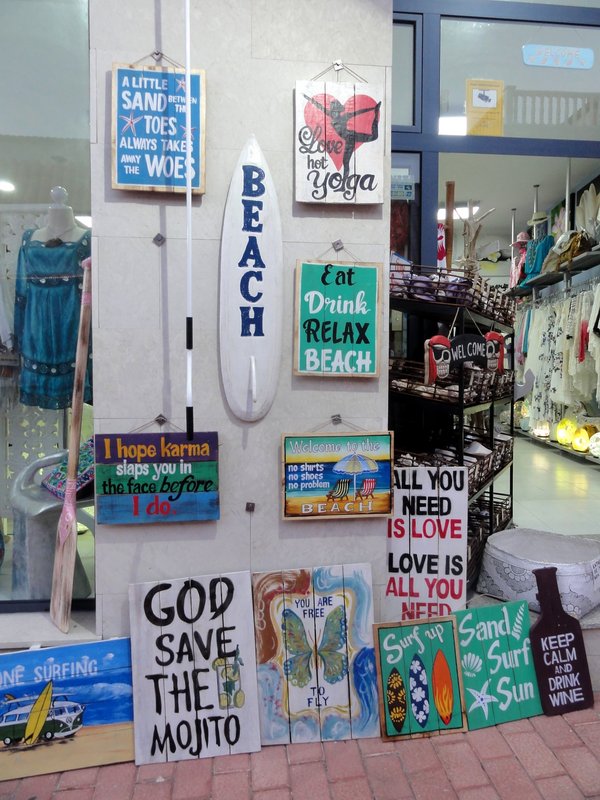 A LITTLE
SAND BETWEEN THE
TOES
ALWAYS TAKES
AWAY THE WOES
Love
hot
Yoga
BEACH
Eat
Drink
RELAX
BEACH
WELCOME
WELCOME
I hope karma
slaps you in
the face before
I do.
Welcome to the
no shirts
no shoes
no problem
BEACH
ALL YOU
NEED
IS LOVE
LOVE IS
ALL YOU
NEED
ONE SURFING
GOD
SAVE
THE
MOJITO
YOU ARE
FREE
TO
FLY
Surf up
Sand
Surf
Sun
KEEP
CALM
AND
DRINK
WINE